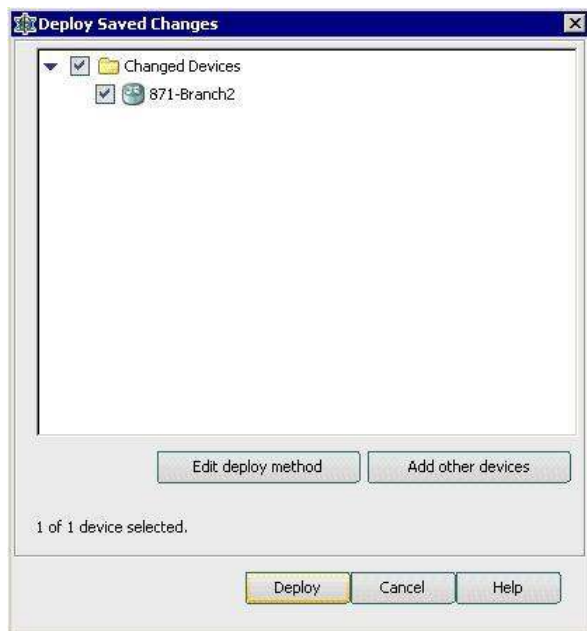 Deploy Saved Changes
Changed Devices
871-Branch2
Edit deploy method
Add other devices
1 of 1 device selected.
Deploy
Cancel
Help